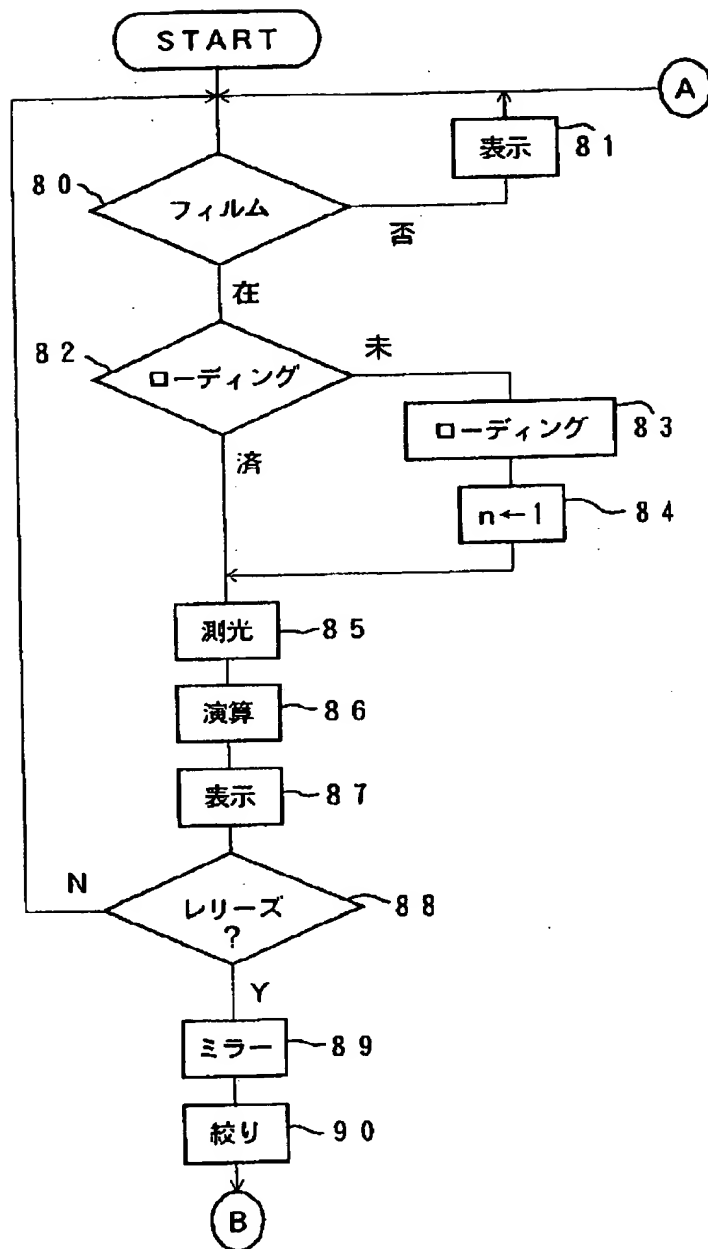 START
A
表示
81
80
フィルム
否
在
82
ローディング
未
ローディング
83
済
n←1
84
測光
85
演算
86
表示
87
N
レリーズ
?
88
Y
ミラー
89
絞り
90
B